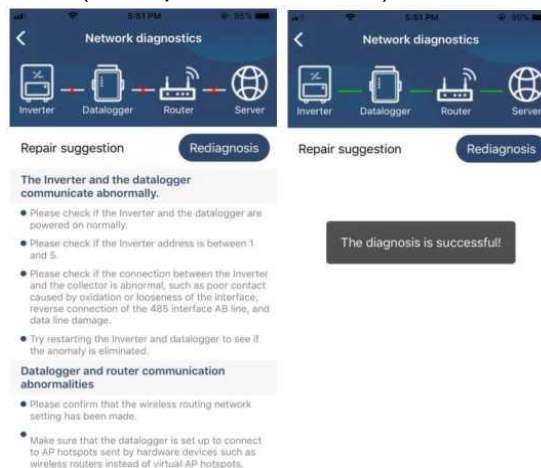 5:51 PM
95%
Network diagnostics
Inverter
Datalogger
Router
Server
Repair suggestion
Rediagnosis
The Inverter and the datalogger
communicate abnormally.
Please check if the Inverter and the datalogger are
powered on normally.
Please check if the Inverter address is between 1
and 5.
Please check if the connection between the Inverter
and the collector is abnormal, such as poor contact
caused by oxidation or looseness of the interface,
reverse connection of the 485 interface AB line, and
data line damage.
Try restarting the Inverter and datalogger to see if
the anomaly is eliminated.
Datalogger and router communication
abnormalities
Please confirm that the wireless routing network
setting has been made.
Make sure that the datalogger is set up to connect
to AP hotspots sent by hardware devices such as
wireless routers instead of virtual AP hotspots.
5:51 PM
95%
Network diagnostics
Inverter
Datalogger
Router
Server
Repair suggestion
Rediagnosis
The diagnosis is successful!